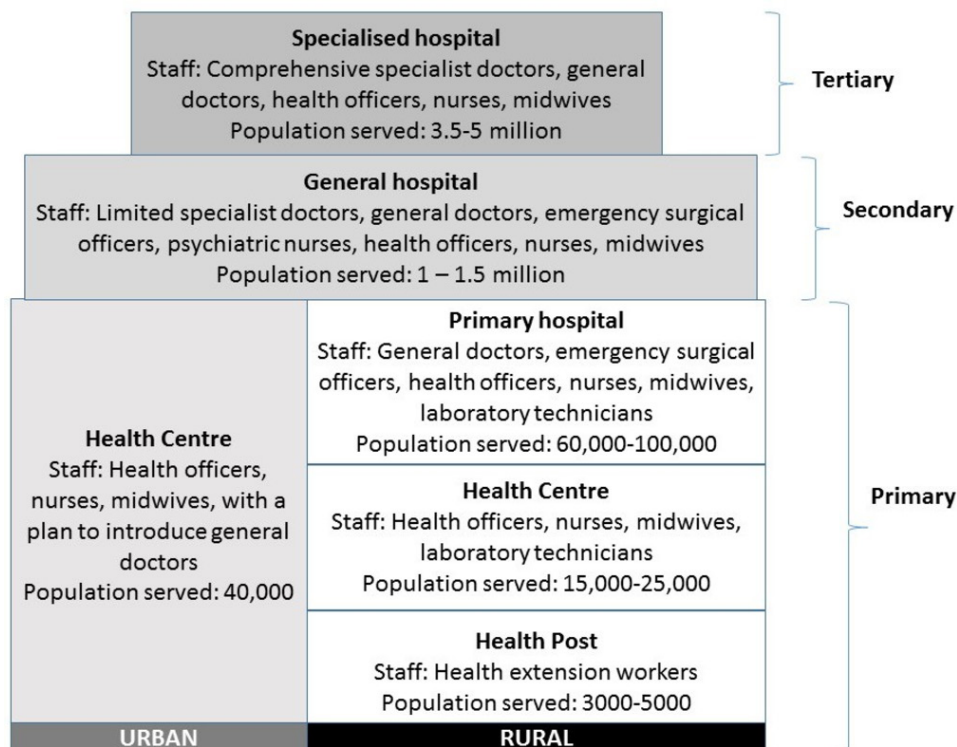 Specialised hospital
Staff: Comprehensive specialist doctors, general
doctors, health officers, nurses, midwives
Population served: 3.5-5 million
Tertiary
General hospital
Staff: Limited specialist doctors, general doctors, emergency surgical
officers, psychiatric nurses, health officers, nurses, midwives
Population served: 1 – 1.5 million
Secondary
Health Centre
Staff: Health officers,
nurses, midwives, with a
plan to introduce general
doctors
Population served: 40,000
URBAN
Primary hospital
Staff: General doctors, emergency surgical
officers, health officers, nurses, midwives,
laboratory technicians
Population served: 60,000-100,000
Health Centre
Staff: Health officers, nurses, midwives,
laboratory technicians
Population served: 15,000-25,000
Health Post
Staff: Health extension workers
Population served: 3000-5000
RURAL
Primary